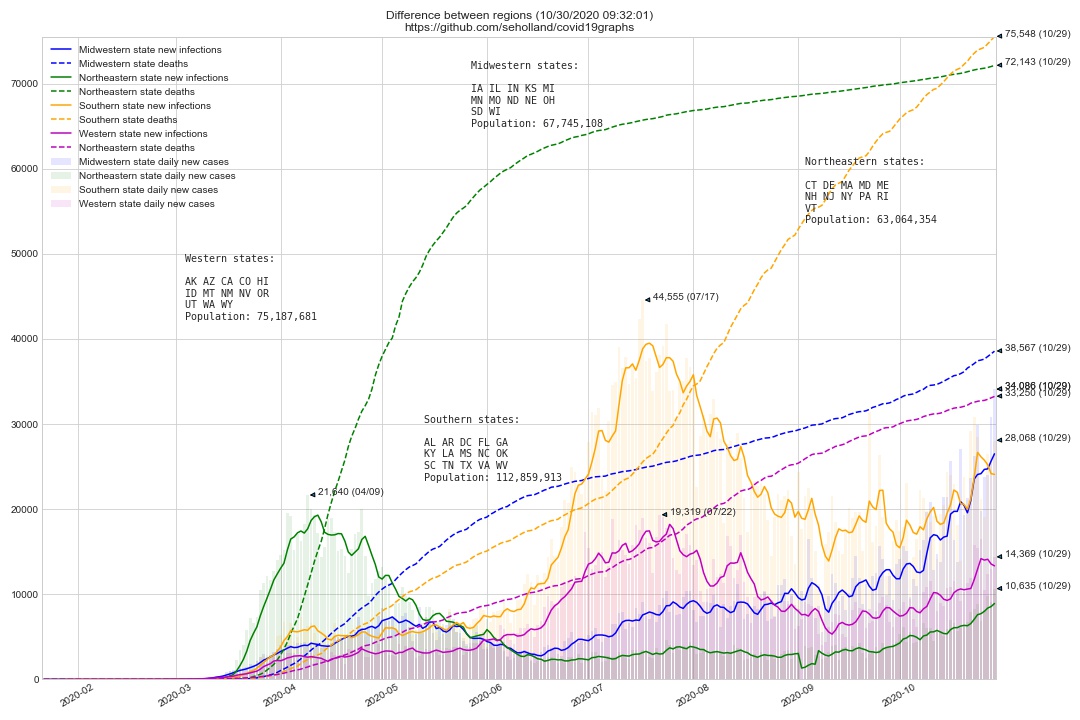 Difference between regions (10/30/2020 09:32:01)
https://github.com/seholland/covid19graphs
Midwestern state new infections
Midwestern state deaths
Northeastern state new infections
Northeastern state deaths
Southern state new infections
Southern state deaths
Western state new infections
Northeastern state deaths
Midwestern state daily new cases
Northeastern state daily new cases
Southern state daily new cases
Western state daily new cases
Midwestern states:
IA IL IN KS MI
MN MO ND NE OH
SD WI
Population: 67,745,108
Northeastern states:
CT DE MA MD ME
NH NJ NY PA RI
VT
Population: 63,064,354
Western states:
AK AZ CA CO HI
ID MT NM NV OR
UT WA WY
Population: 75,187,681
Southern states:
AL AR DC FL GA
KY LA MS NC OK
SC TN TX VA WV
Population: 112,859,913
21,640 (04/09)
44,555 (07/17)
19,319 (07/22)
75,548 (10/29)
72,143 (10/29)
38,567 (10/29)
33,250 (10/29)
28,068 (10/29)
14,369 (10/29)
10,635 (10/29)
70000
60000
50000
40000
30000
20000
10000
0
2020-02
2020-03
2020-04
2020-05
2020-06
2020-07
2020-08
2020-09
2020-10